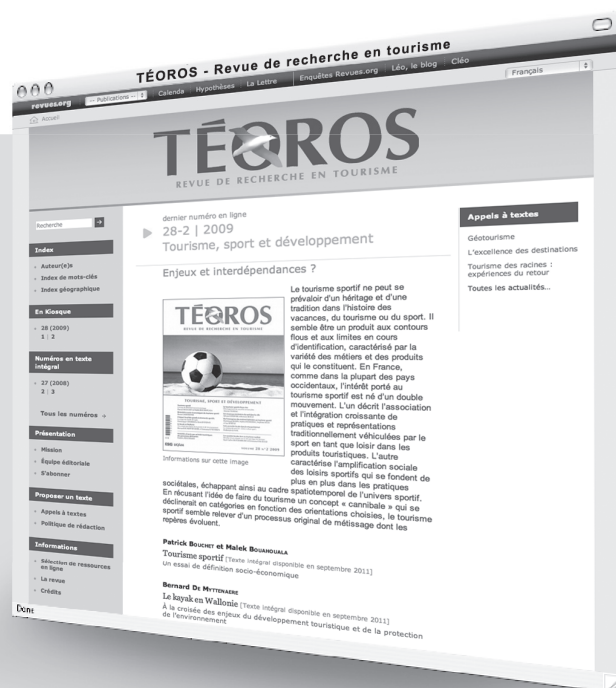 TÉOROS - Revue de recherche en tourisme
revues.org
-- Publications --
Calenda
Hypothèses
La Lettre
Enquêtes Revues.org
Léo, le blog
Cléo
Français
Accueil
TÉOROS
REVUE DE RECHERCHE EN TOURISME
Recherche
Index
Auteur(e)s
Index de mots-clés
Index géographique
En Kiosque
28 (2009)
1 | 2
Numéros en texte
intégral
27 (2008)
2 | 3
Tous les numéros →
Présentation
Mission
Équipe éditoriale
S'abonner
Proposer un texte
Appels à textes
Politique de rédaction
Informations
Sélection de ressources
en ligne
La revue
Crédits
dernier numéro en ligne
28-2 | 2009
Tourisme, sport et développement
Enjeux et interdépendances ?
TÉOROS
REVUE DE RECHERCHE EN TOURISME
TOURISME, SPORT ET DÉVELOPPEMENT
Informations sur cette image
Le tourisme sportif ne peut se
prévaloir d'un héritage et d'une
tradition dans l'histoire des
vacances, du tourisme ou du sport. Il
semble être un produit aux contours
flous et aux limites en cours
d'identification, caractérisé par la
variété des métiers et des produits
qui le constituent. En France,
comme dans la plupart des pays
occidentaux, l'intérêt porté au
tourisme sportif est né d'un double
mouvement. L'un décrit l'association
et l'intégration croissante de
pratiques et représentations
traditionnellement véhiculées par le
sport en tant que loisir dans les
produits touristiques. L'autre
caractérise l'amplification sociale
des loisirs sportifs qui se fondent de
plus en plus dans les pratiques
sociétales, échappant ainsi au cadre spatiotemporel de l'univers sportif.
En récusant l'idée de faire du tourisme un concept « cannibale » qui se
déclinerait en catégories en fonction des orientations choisies, le tourisme
sportif semble relever d'un processus original de métissage dont les
repères évoluent.
Patrick Bouchet et Malek Bouhouala
Tourisme sportif [Texte intégral disponible en septembre 2011]
Un essai de définition socio-économique
Bernard De Myttenaere
Le kayak en Wallonie [Texte intégral disponible en septembre 2011]
À la croisée des enjeux du développement touristique et de la protection
de l'environnement
Appels à textes
Géotourisme
L'excellence des destinations
Tourisme des racines :
expériences du retour
Toutes les actualités...
Done